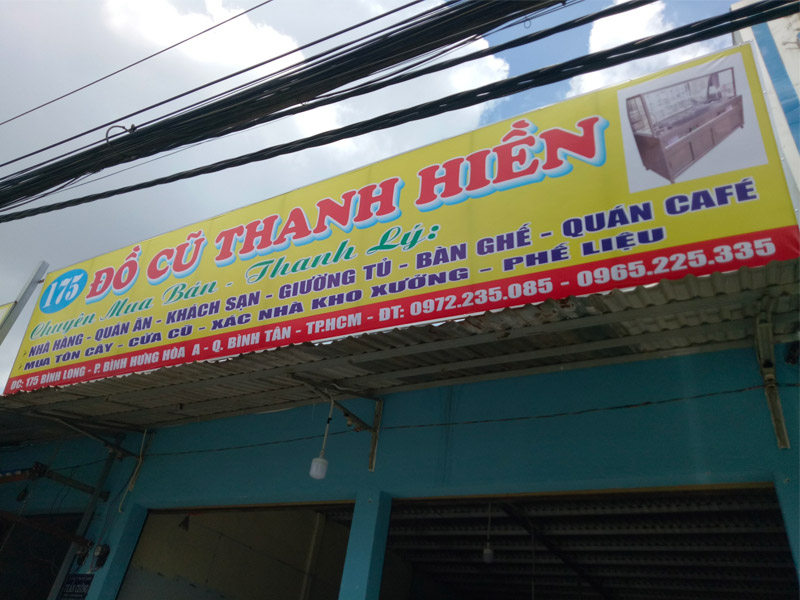 175 ĐỒ CŨ THANH HIỀN
Chuyên Mua Bán - Thanh Lý:
NHÀ HÀNG - QUÁN ĂN - KHÁCH SẠN - GIƯỜNG TỦ - BÀN GHẾ - QUÁN CAFÉ
MUA TÔN CÂY - CỬA CŨ - XÁC NHÀ KHO XƯỞNG - PHẾ LIỆU
ĐC: 175 BÌNH LONG - P. BÌNH HƯNG HÒA A - Q. BÌNH TÂN - TP.HCM - ĐT: 0972.235.085 - 0965.225.335